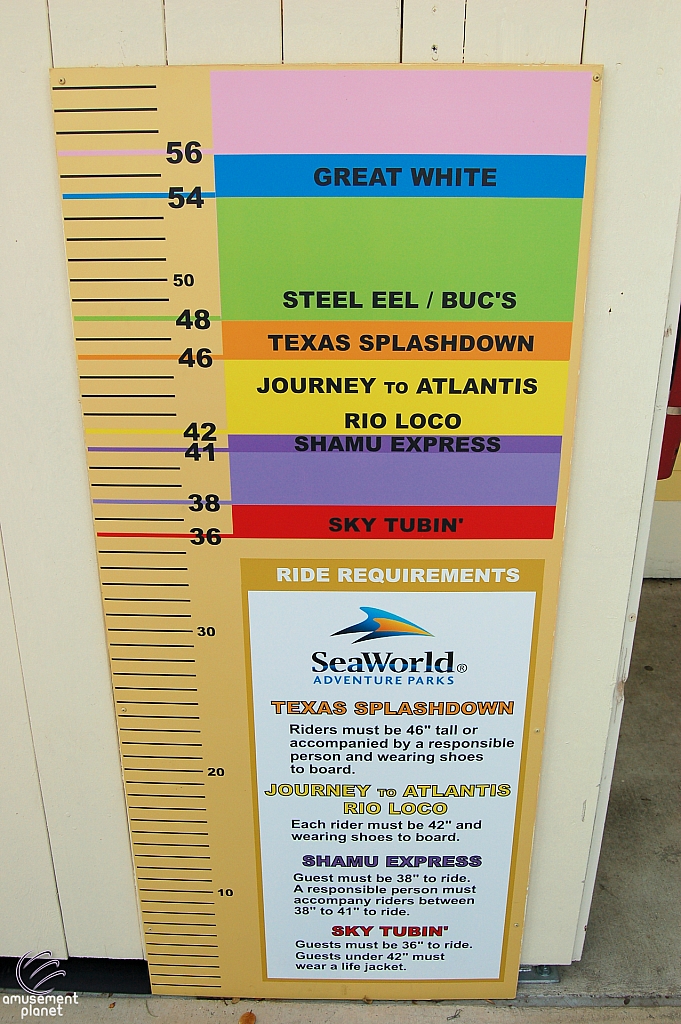 56
GREAT WHITE
54
50
STEEL EEL / BUC'S
48
TEXAS SPLASHDOWN
46
JOURNEY TO ATLANTIS
RIO LOCO
42
SHAMU EXPRESS
41
38
SKY TUBIN'
36
RIDE REQUIREMENTS
30
SeaWorld®
ADVENTURE PARKS
TEXAS SPLASHDOWN
Riders must be 46" tall or
accompanied by a responsible
person and wearing shoes
to board.
20
JOURNEY TO ATLANTIS
RIO LOCO
Each rider must be 42" and
wearing shoes to board.
SHAMU EXPRESS
Guest must be 38" to ride.
A responsible person must
accompany riders between
38" to 41" to ride.
10
SKY TUBIN'
Guests must be 36" to ride.
Guests under 42" must
wear a life jacket.
amusement
planet